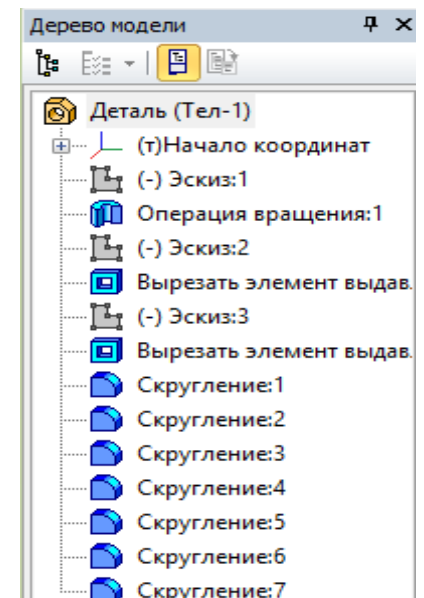 Дерево модели
Деталь (Тел-1)
(т)Начало координат
(-) Эскиз:1
Операция вращения:1
(-) Эскиз:2
Вырезать элемент выдав.
(-) Эскиз:3
Вырезать элемент выдав.
Скругление:1
Скругление:2
Скругление:3
Скругление:4
Скругление:5
Скругление:6
Скругление:7